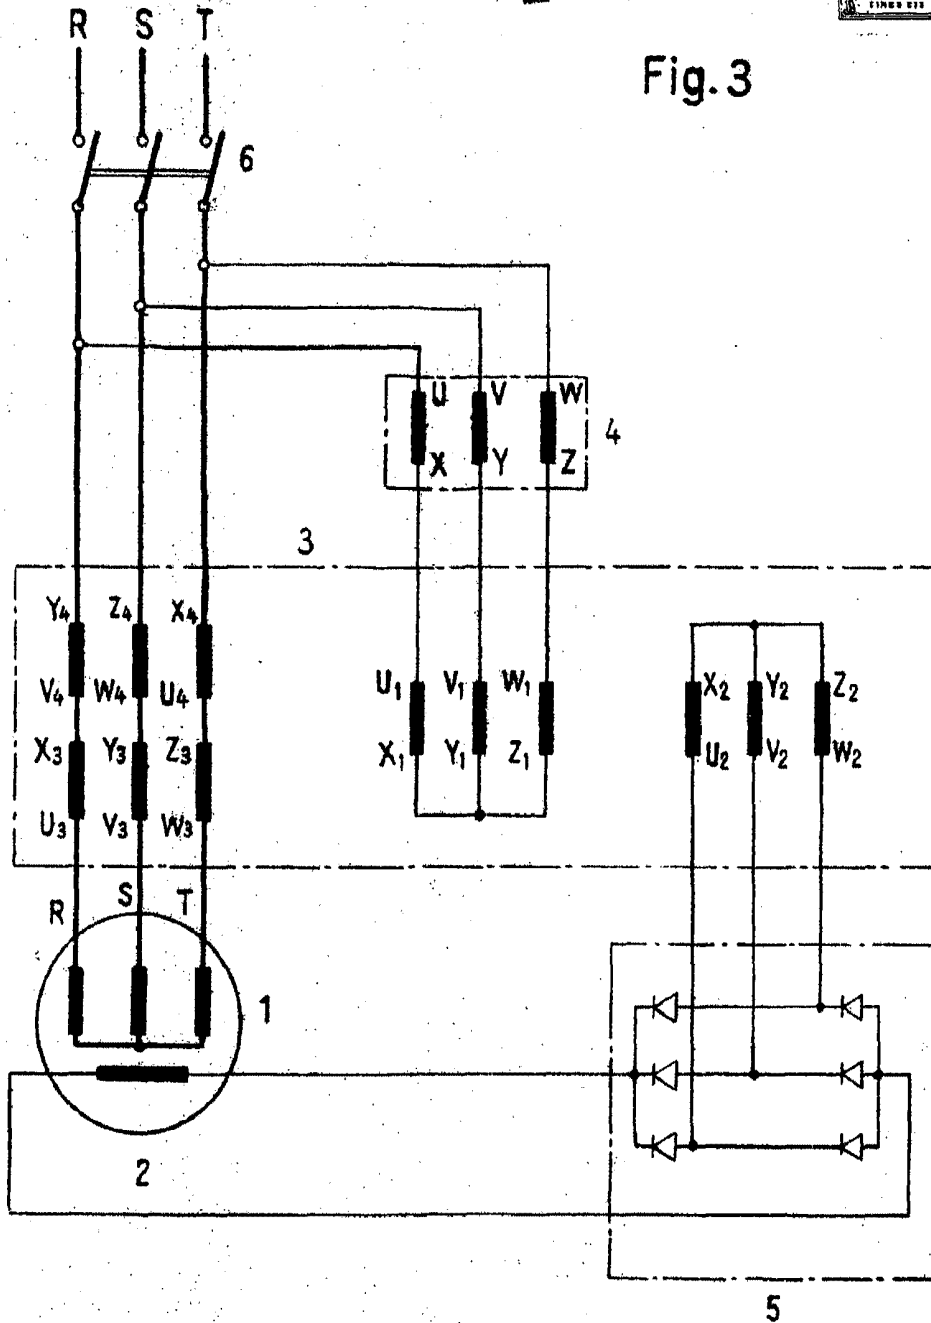 R S T
Fig. 3
6
U V W
4
X Y Z
3
Y4 Z4 X4
V4 W4 U4
U1 V1 W1
X2 Y2 Z2
X3 Y3 Z3
X1 Y1 Z1
U2 V2 W2
U3 V3 W3
R S T
1
2
5